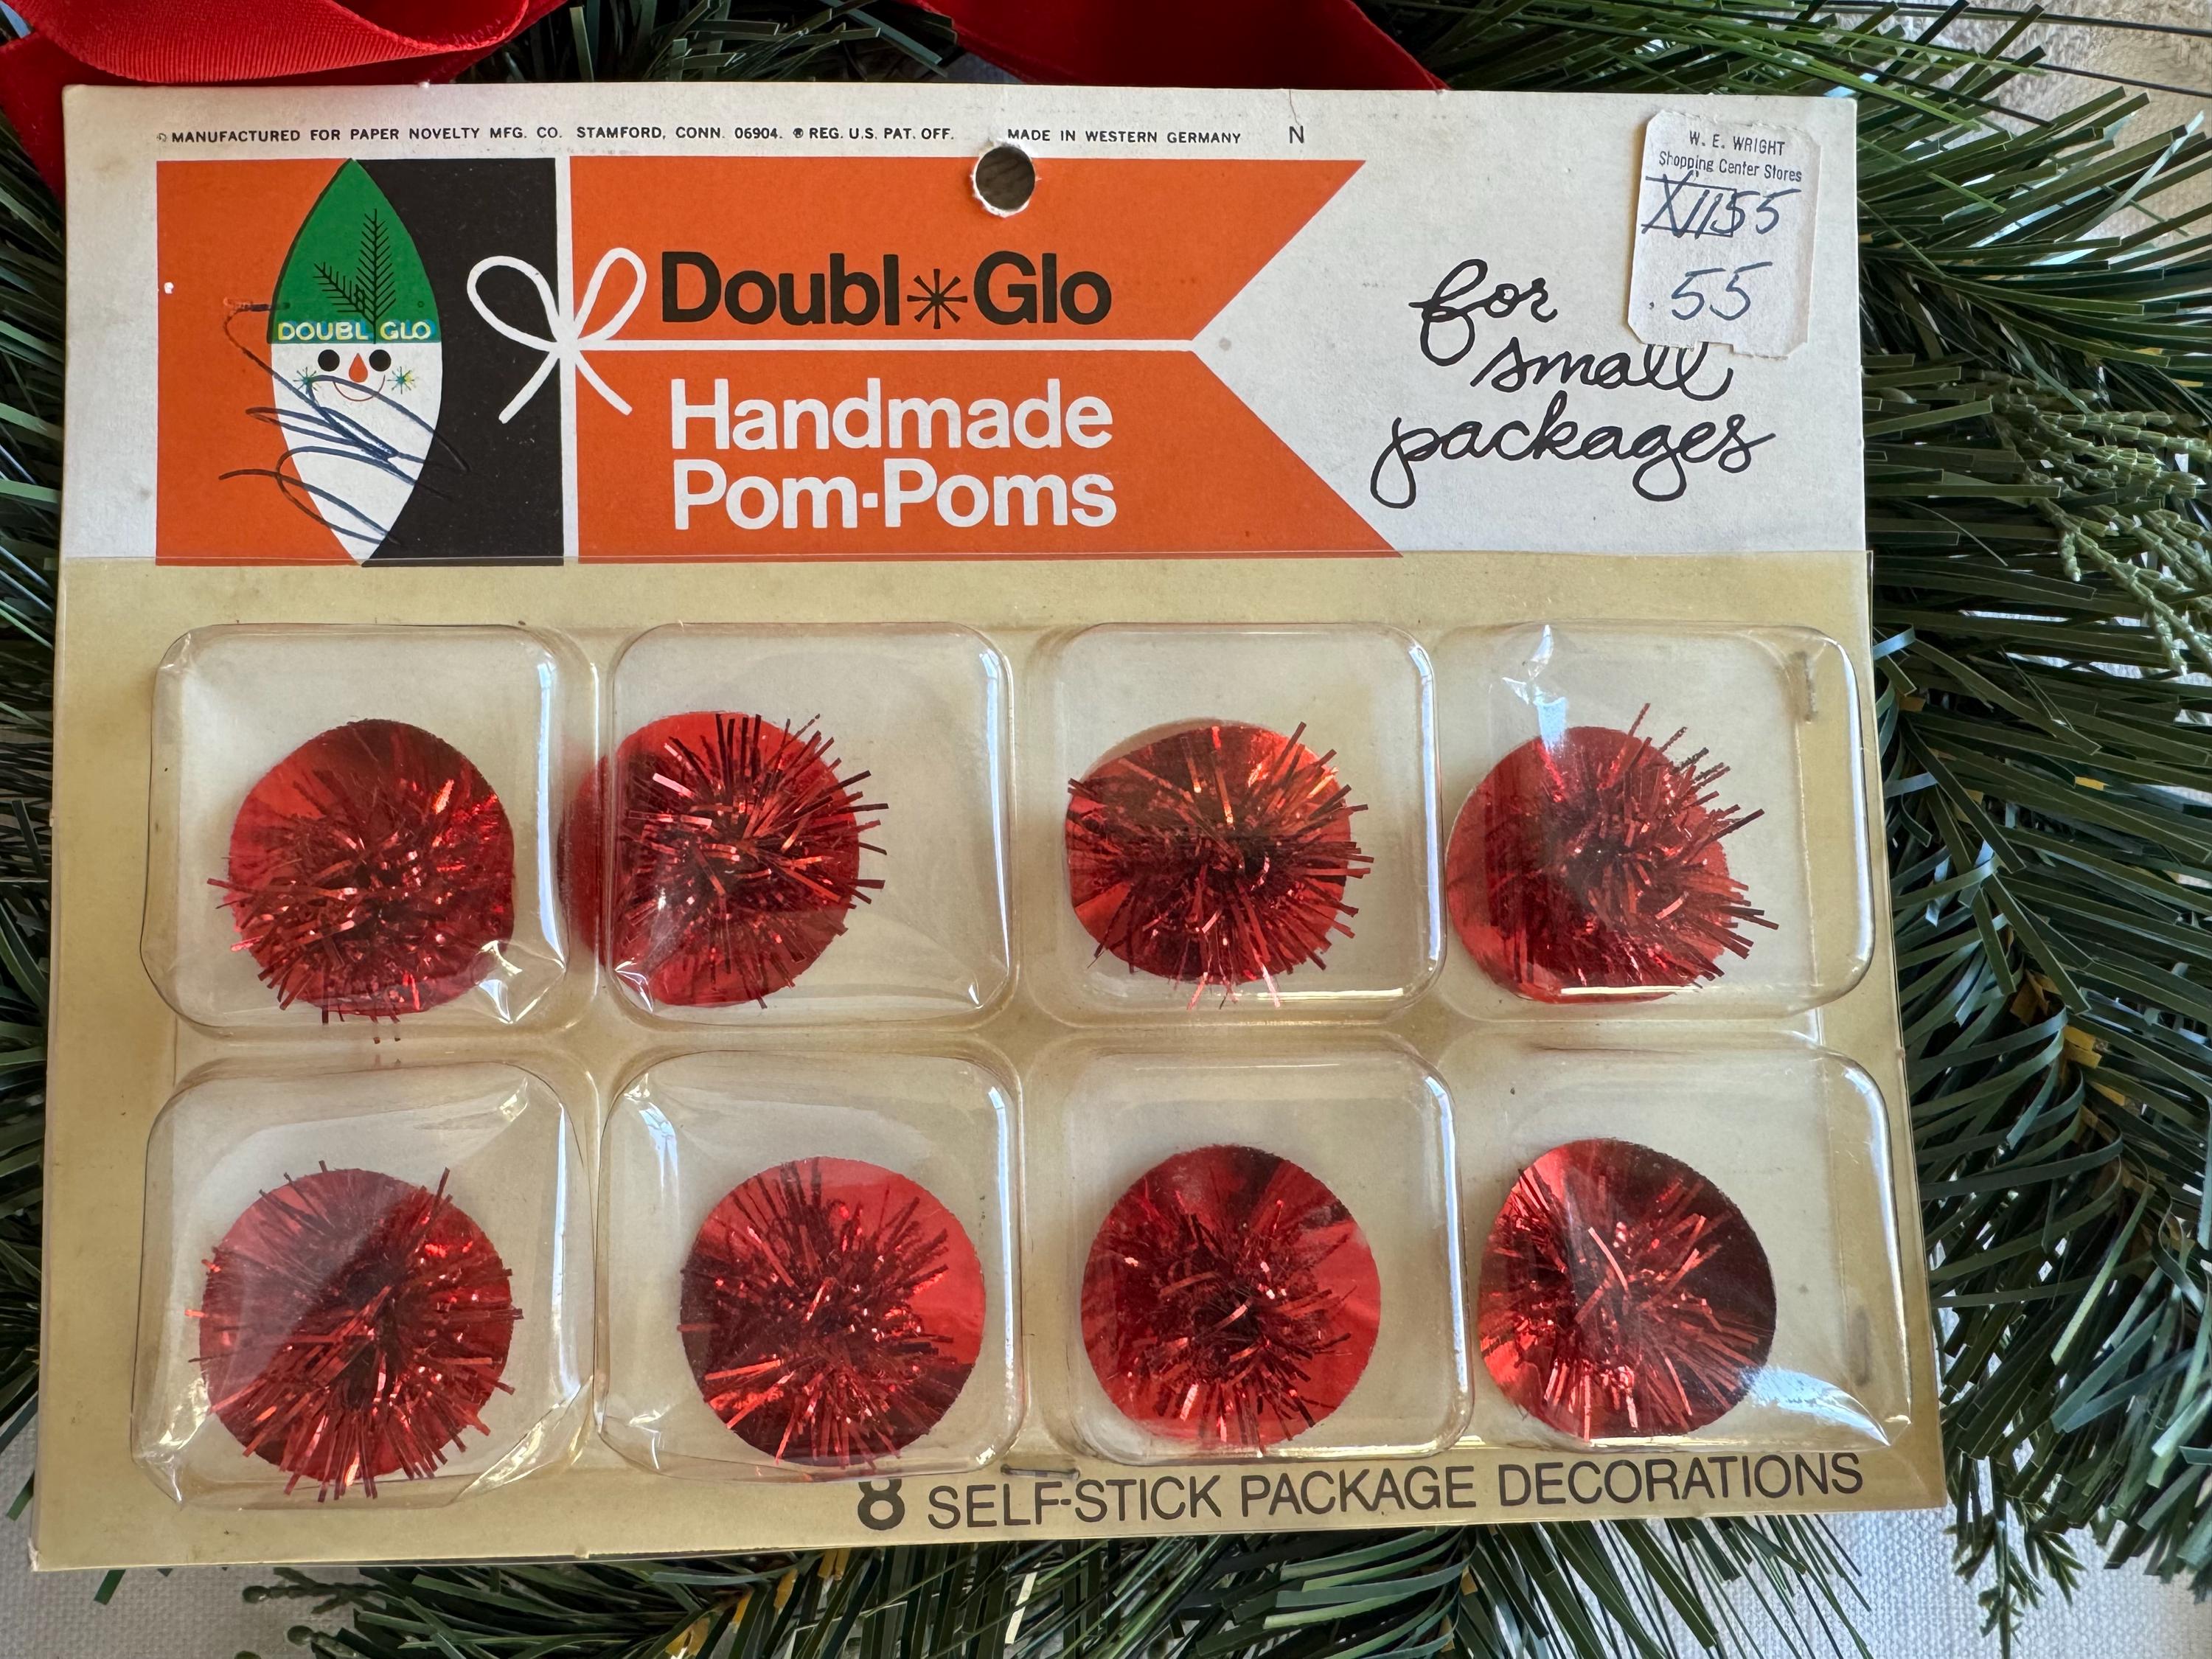 © MANUFACTURED FOR PAPER NOVELTY MFG. CO. STAMFORD, CONN. 06904. ® REG. U.S. PAT. OFF. MADE IN WESTERN GERMANY N
W. E. WRIGHT
Shopping Center Stores
.55
DOUBL GLO
Doubl*Glo
Handmade
Pom-Poms
for
small
packages
8 SELF-STICK PACKAGE DECORATIONS